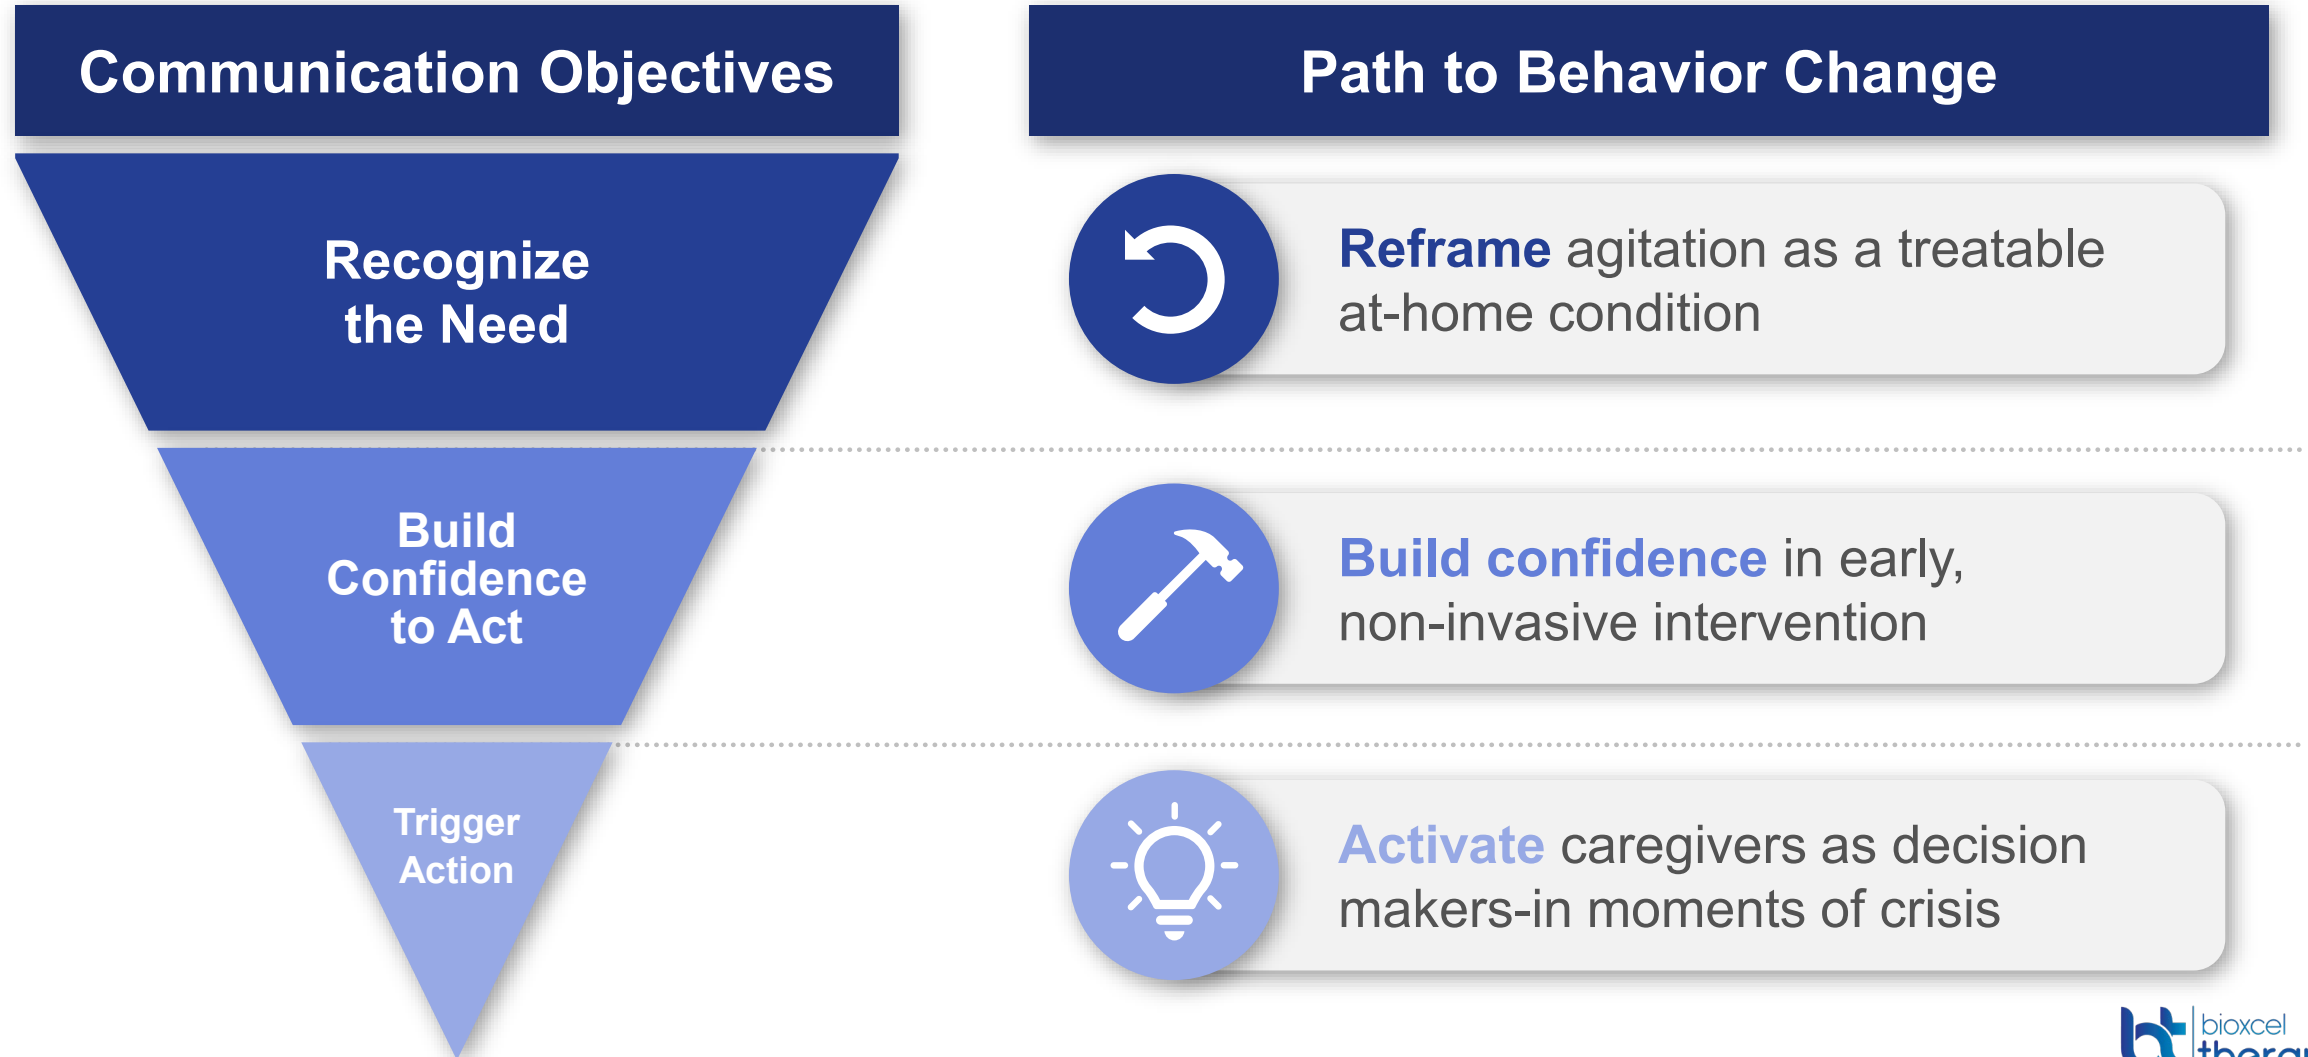 Communication Objectives
Path to Behavior Change
Recognize
the Need
Reframe agitation as a treatable
at-home condition
Build
Confidence
to Act
Build confidence in early,
non-invasive intervention
Trigger
Action
Activate caregivers as decision
makers-in moments of crisis
bt
bioxcel